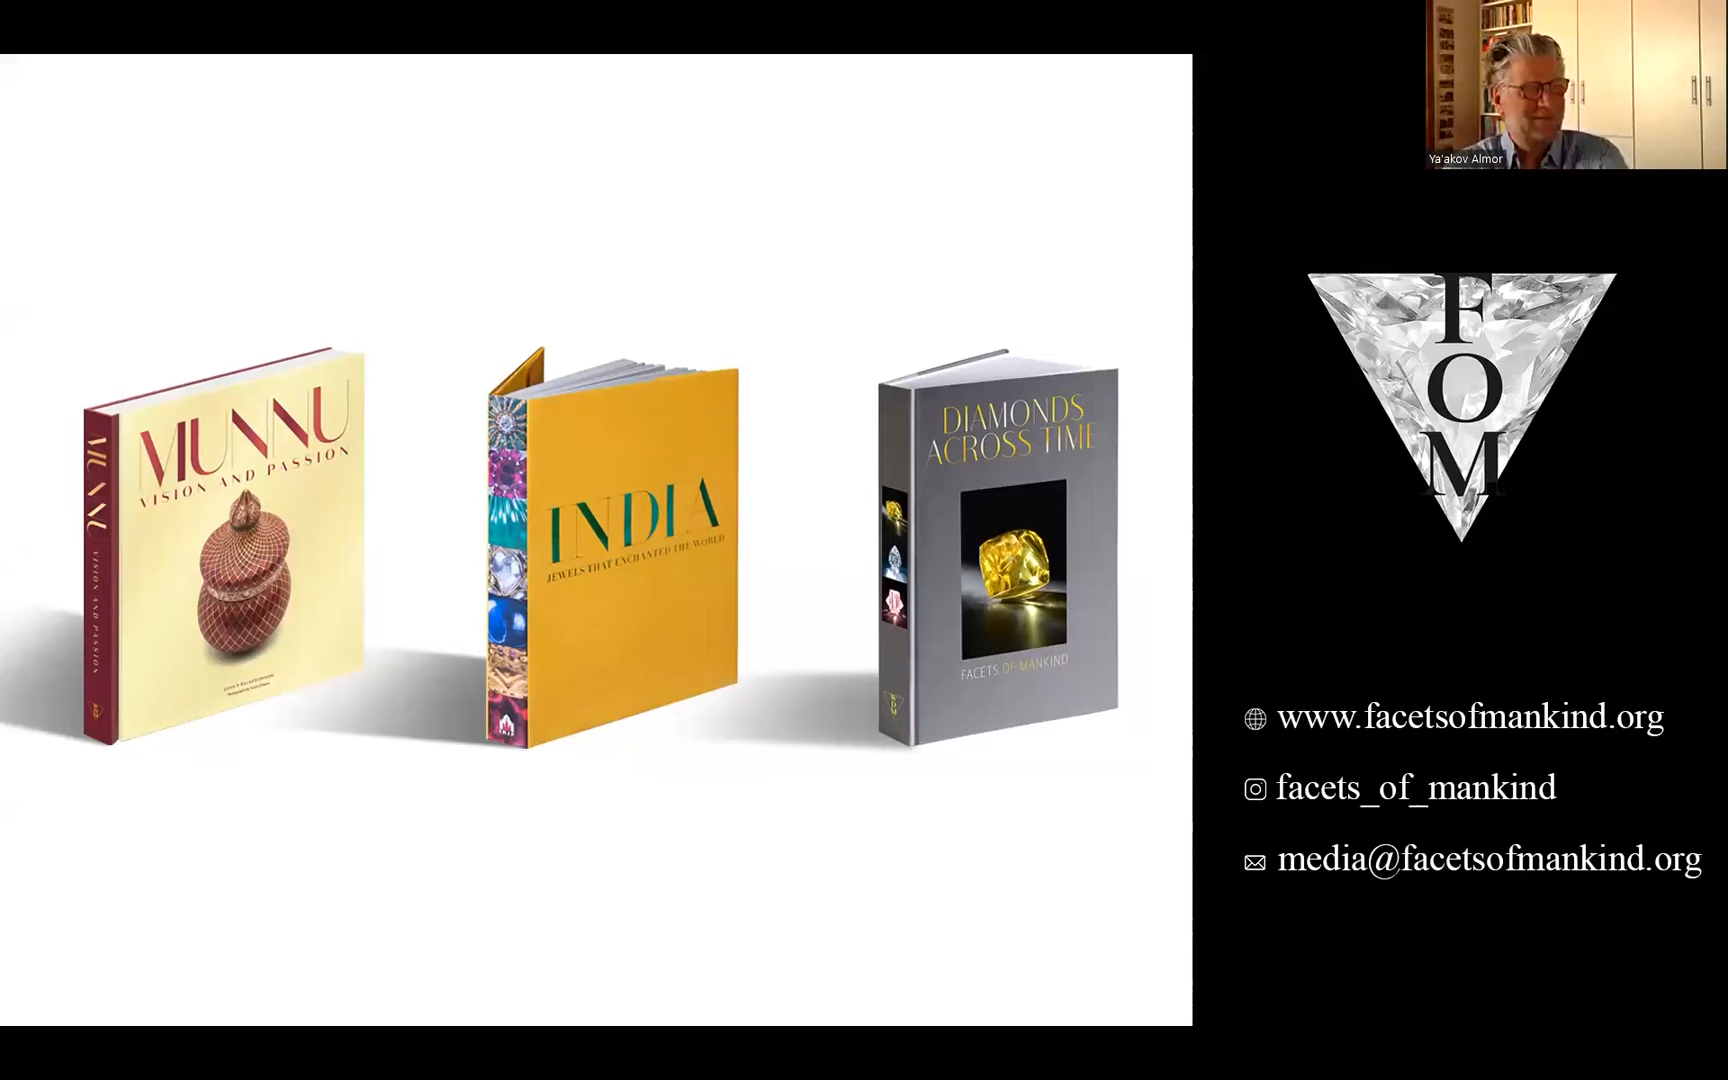 Ya'akov Almor
MUNNU
VISION AND PASSION
MUNNU VISION AND PASSION
INDIA
JEWELS THAT ENCHANTED THE WORLD
DIAMONDS
ACROSS TIME
FACETS OF MANKIND
F
O
M
www.facetsofmankind.org
facets_of_mankind
media@facetsofmankind.org